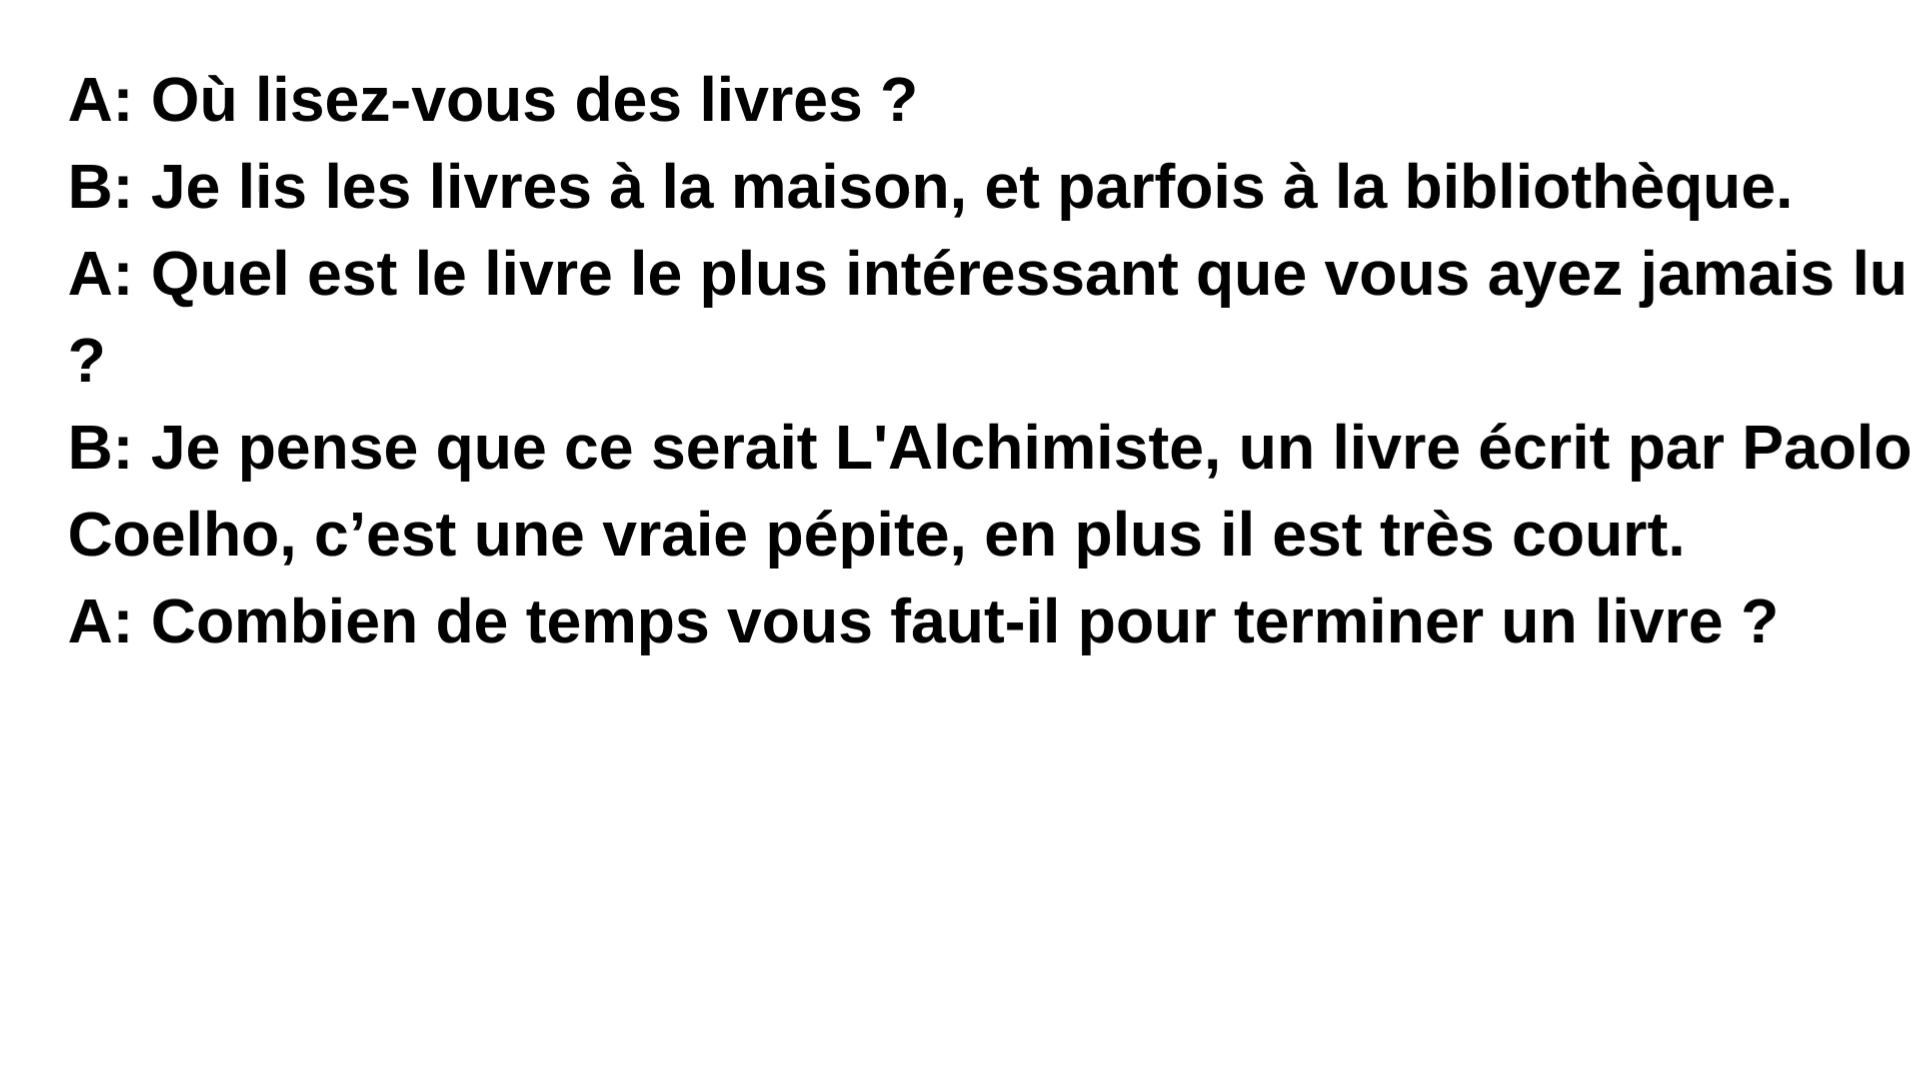 A: Où lisez-vous des livres ?
B: Je lis les livres à la maison, et parfois à la bibliothèque.
A: Quel est le livre le plus intéressant que vous ayez jamais lu
?
B: Je pense que ce serait L'Alchimiste, un livre écrit par Paolo
Coelho, c’est une vraie pépite, en plus il est très court.
A: Combien de temps vous faut-il pour terminer un livre ?